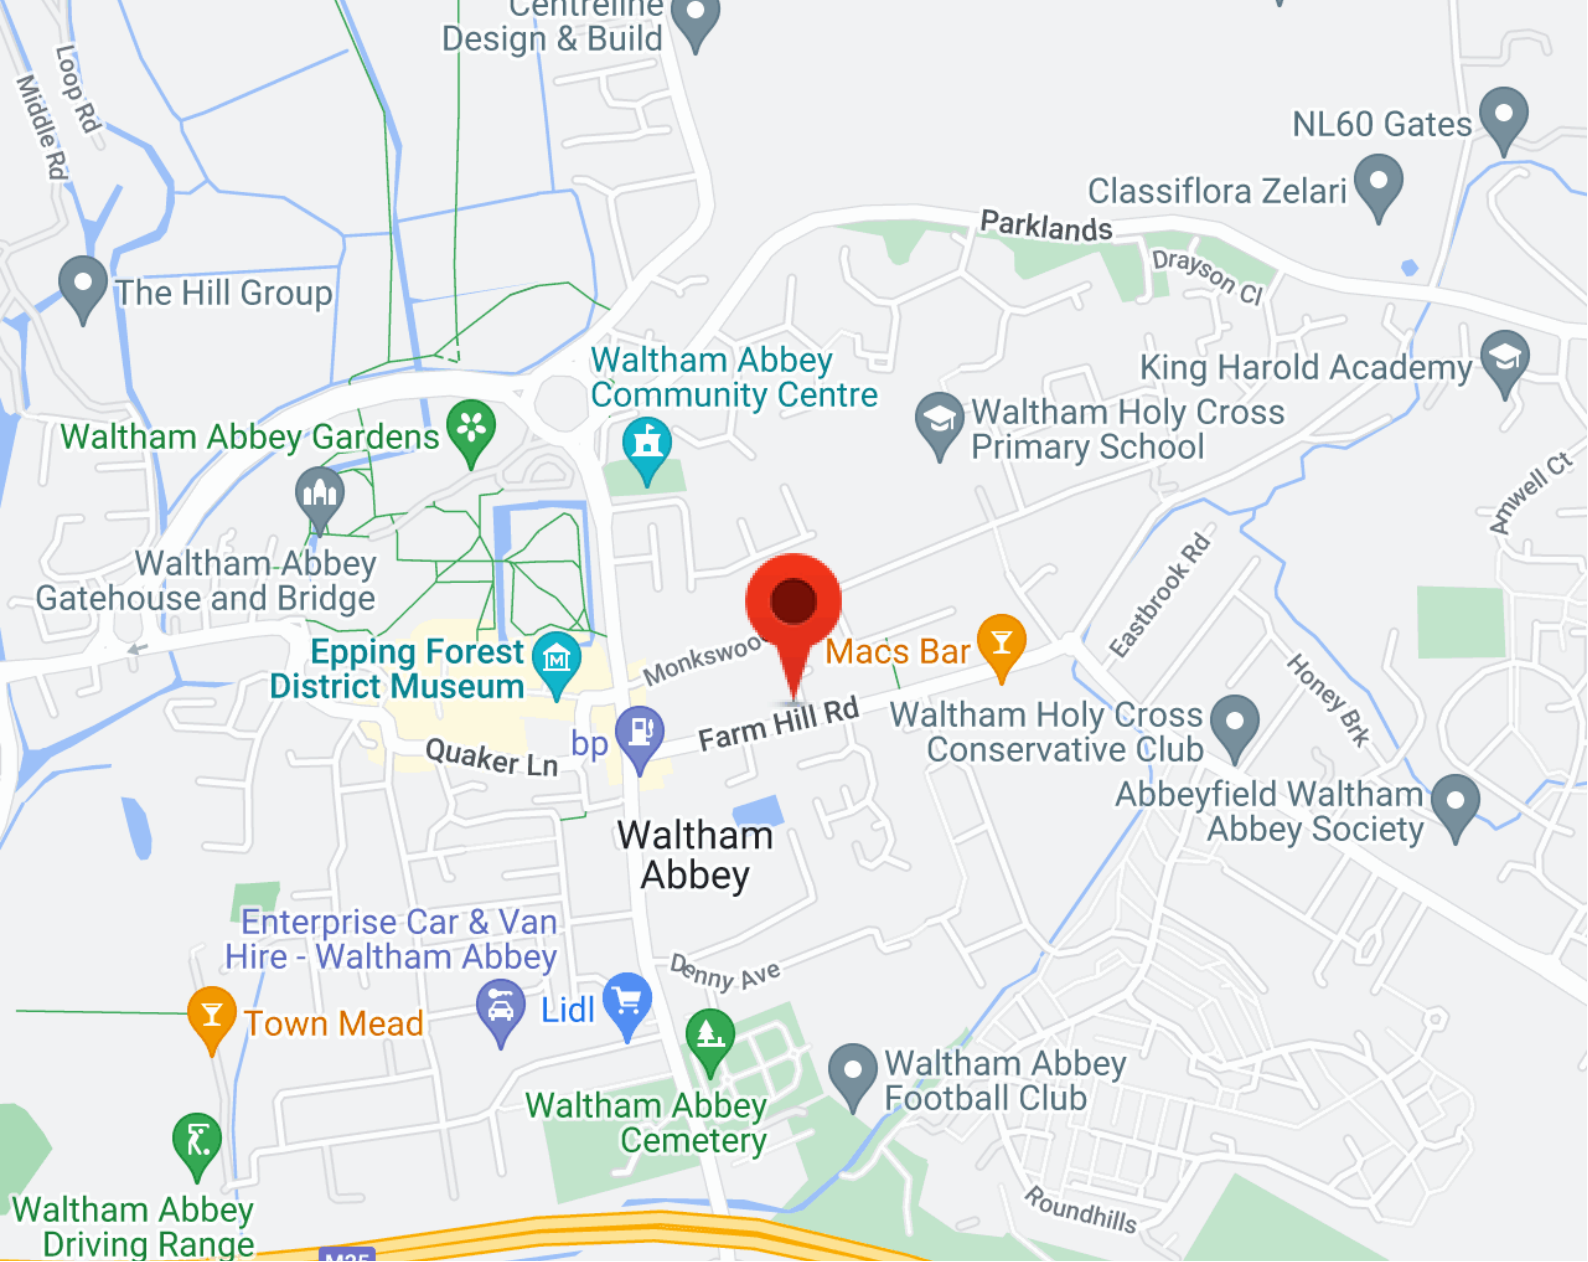 Centreline
Design & Build
Loop Rd
Middle Rd
NL60 Gates
Classiflora Zelari
Parklands
Drayson Cl
The Hill Group
Waltham Abbey
Community Centre
King Harold Academy
Waltham Abbey Gardens
Waltham Holy Cross
Primary School
Amwell Ct
Waltham Abbey
Gatehouse and Bridge
Eastbrook Rd
Epping Forest
District Museum
Macs Bar
Honey Brk
Farm Hill Rd
Waltham Holy Cross
Conservative Club
bp
Quaker Ln
Abbeyfield Waltham
Abbey Society
Waltham
Abbey
Enterprise Car & Van
Hire - Waltham Abbey
Denny Ave
Lidl
Town Mead
Waltham Abbey
Football Club
Waltham Abbey
Cemetery
Roundhills
Waltham Abbey
Driving Range
M25